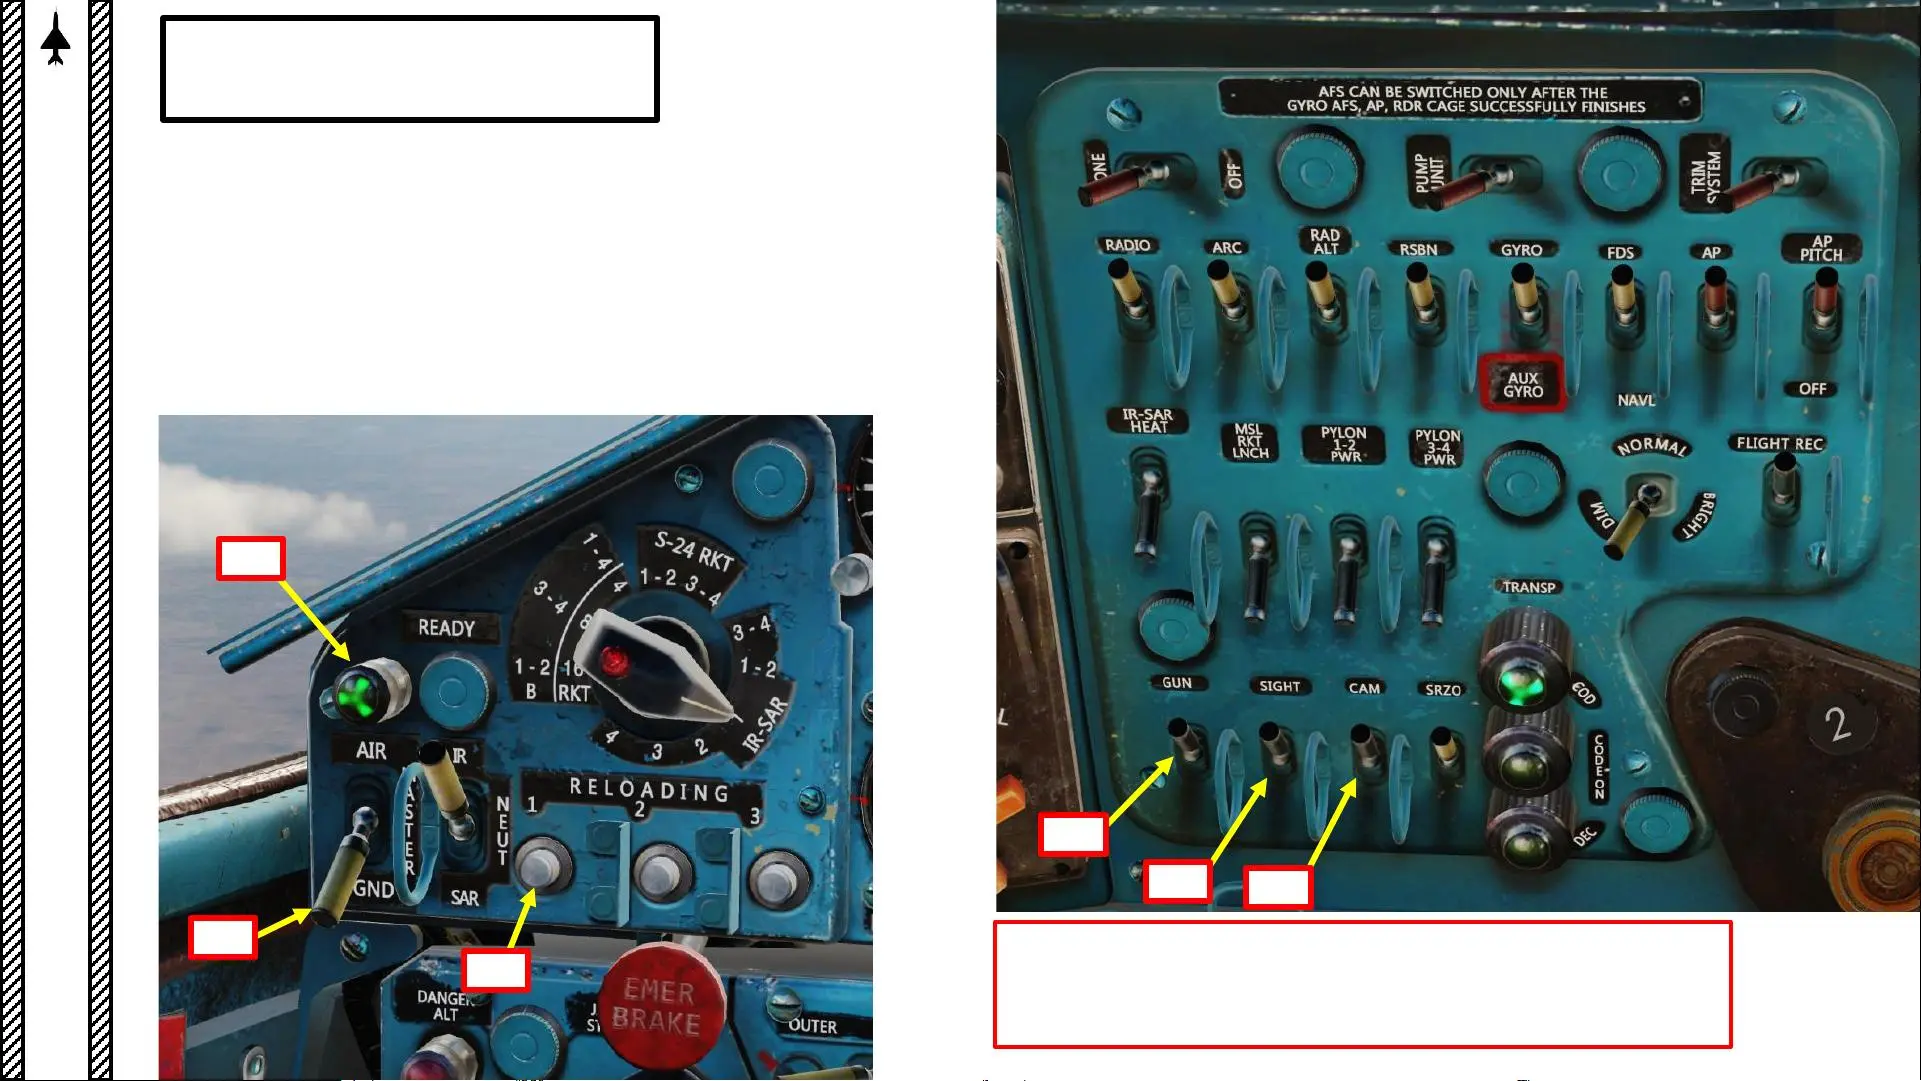 AFS CAN BE SWITCHED ONLY AFTER THE
GYRO AFS, AP, RDR CAGE SUCCESSFULLY FINISHES
OFF
PUMP
UNIT
TRIM
SYSTEM
RADIO
ARC
RAD
ALT
RSBN
GYRO
FDS
AP
AP
PITCH
AUX
GYRO
NAVL
OFF
IR-SAR
HEAT
MSL
RKT
LNCH
PYLON
1-2
PWR
PYLON
3-4
PWR
NORMAL
DIM
BRIGHT
FLIGHT REC
TRANSP
GUN
SIGHT
CAM
SRZO
COD
CODE-ON
DEC
2
L
S-24 RKT
1-2 3-4
1-4
3-4
4
8
1-2
16
B
RKT
3-4
1-2
IR-SAR
4
3
2
READY
AIR
IR
NEUT
GND
SAR
RELOADING
1
2
3
DANGER
ALT
EMER
BRAKE
OUTER